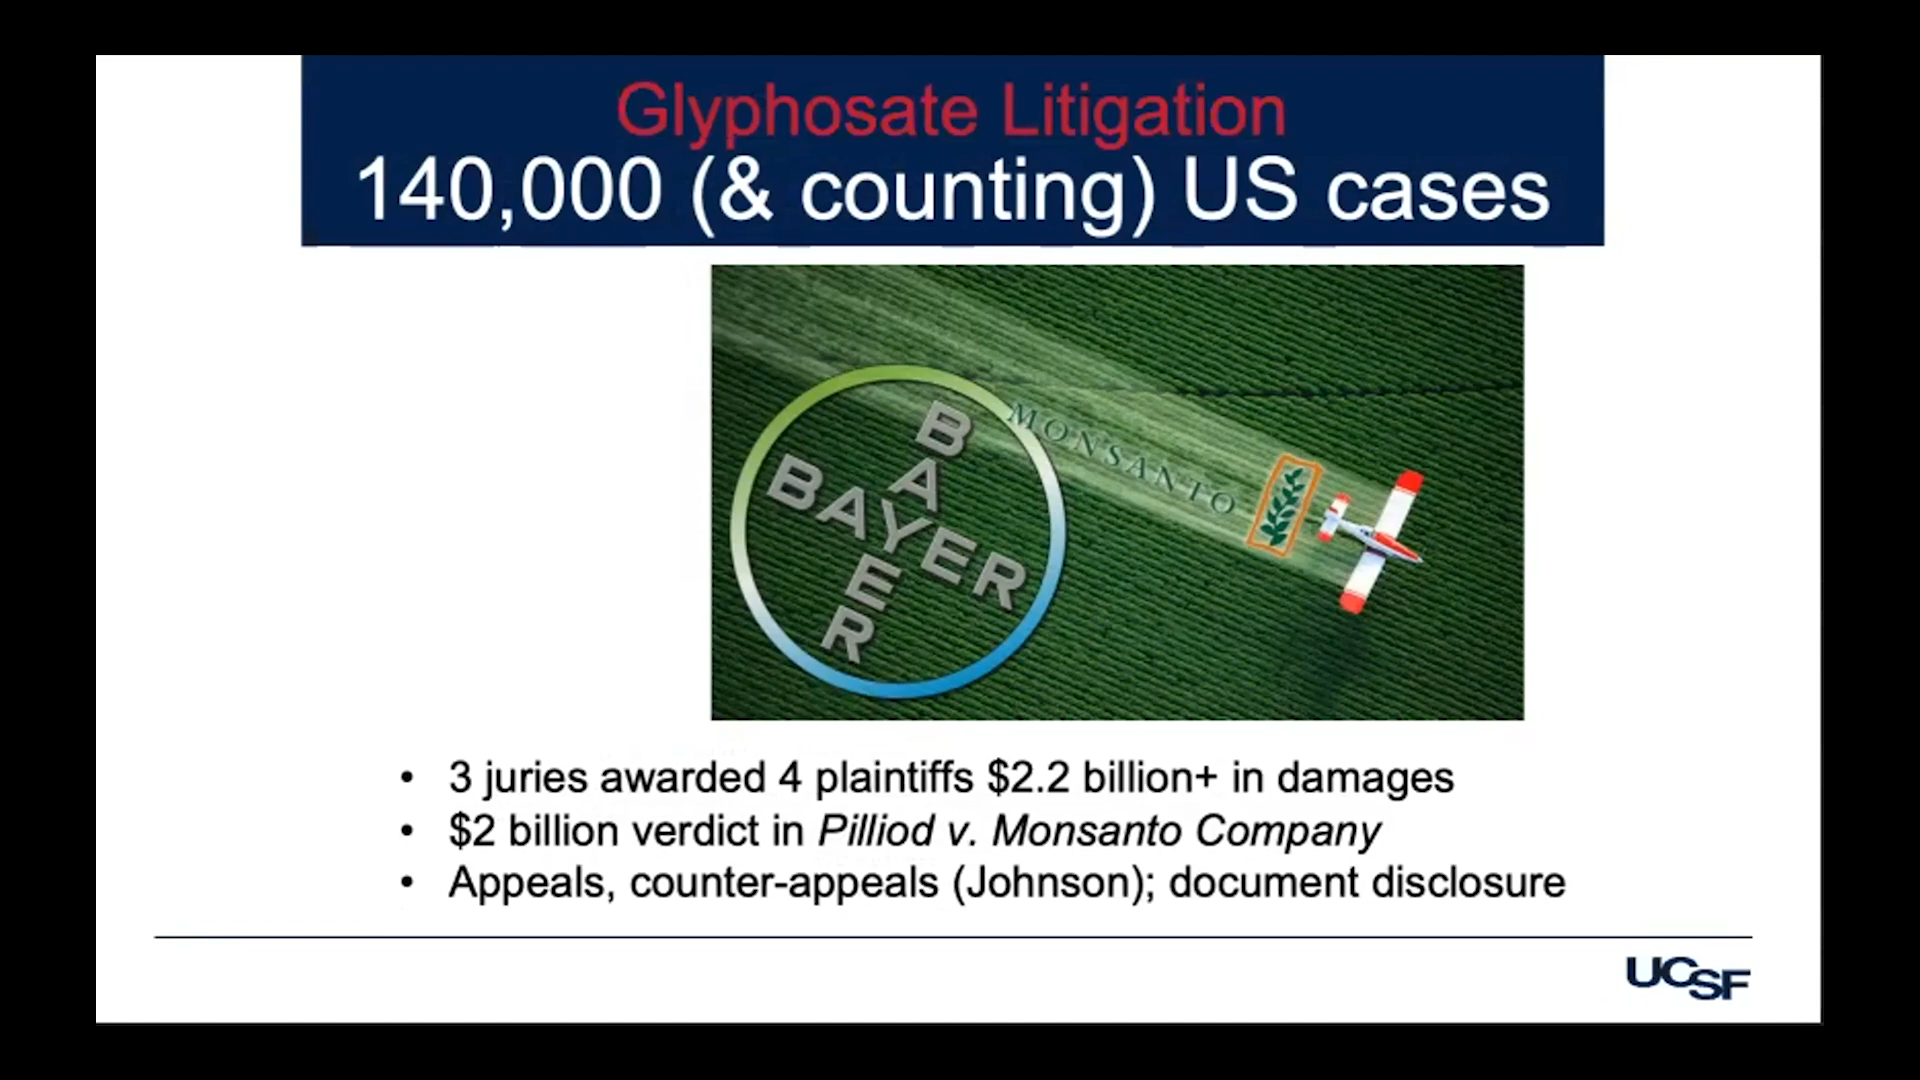 Glyphosate Litigation
140,000 (& counting) US cases
BAYER
BAYER
MONSANTO
• 3 juries awarded 4 plaintiffs $2.2 billion+ in damages
• $2 billion verdict in Pilliod v. Monsanto Company
• Appeals, counter-appeals (Johnson); document disclosure
UCSF